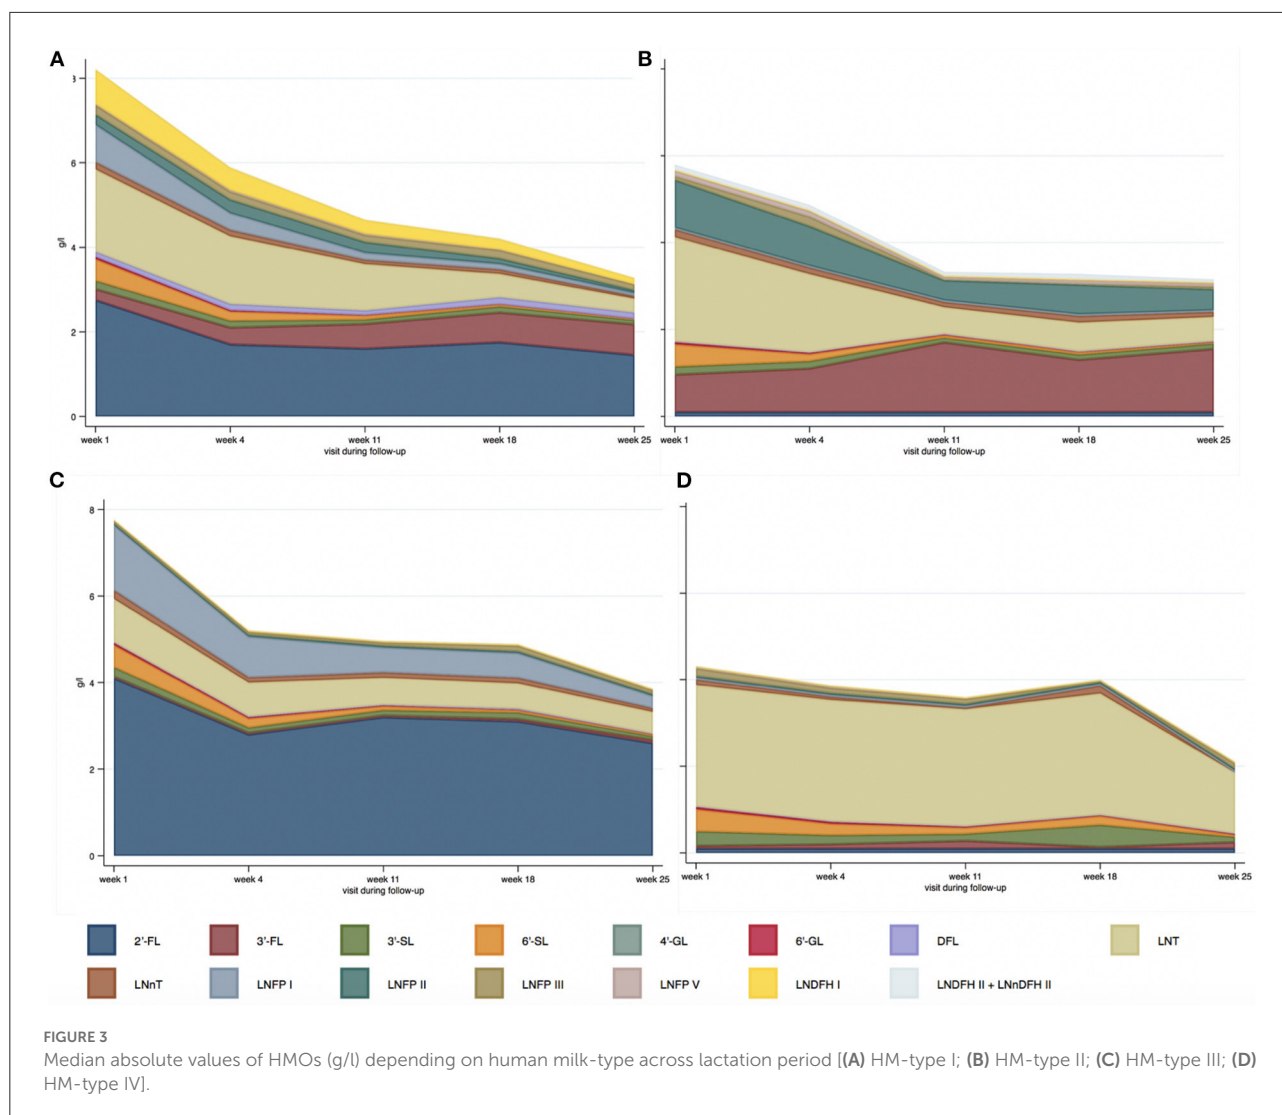 A
B
8
6
4
2
0
g/l
week 1
week 4
week 11
week 18
week 25
visit during follow-up
week 1
week 4
week 11
week 18
week 25
visit during follow-up
C
D
8
6
4
2
0
g/l
week 1
week 4
week 11
week 18
week 25
visit during follow-up
week 1
week 4
week 11
week 18
week 25
visit during follow-up
2'-FL 3'-FL 3'-SL 6'-SL 4'-GL 6'-GL DFL LNT
LNnT LNFP I LNFP II LNFP III LNFP V LNDFH I LNDFH II + LNnDFH II
FIGURE 3
Median absolute values of HMOs (g/l) depending on human milk-type across lactation period [(A) HM-type I; (B) HM-type II; (C) HM-type III; (D)
HM-type IV].